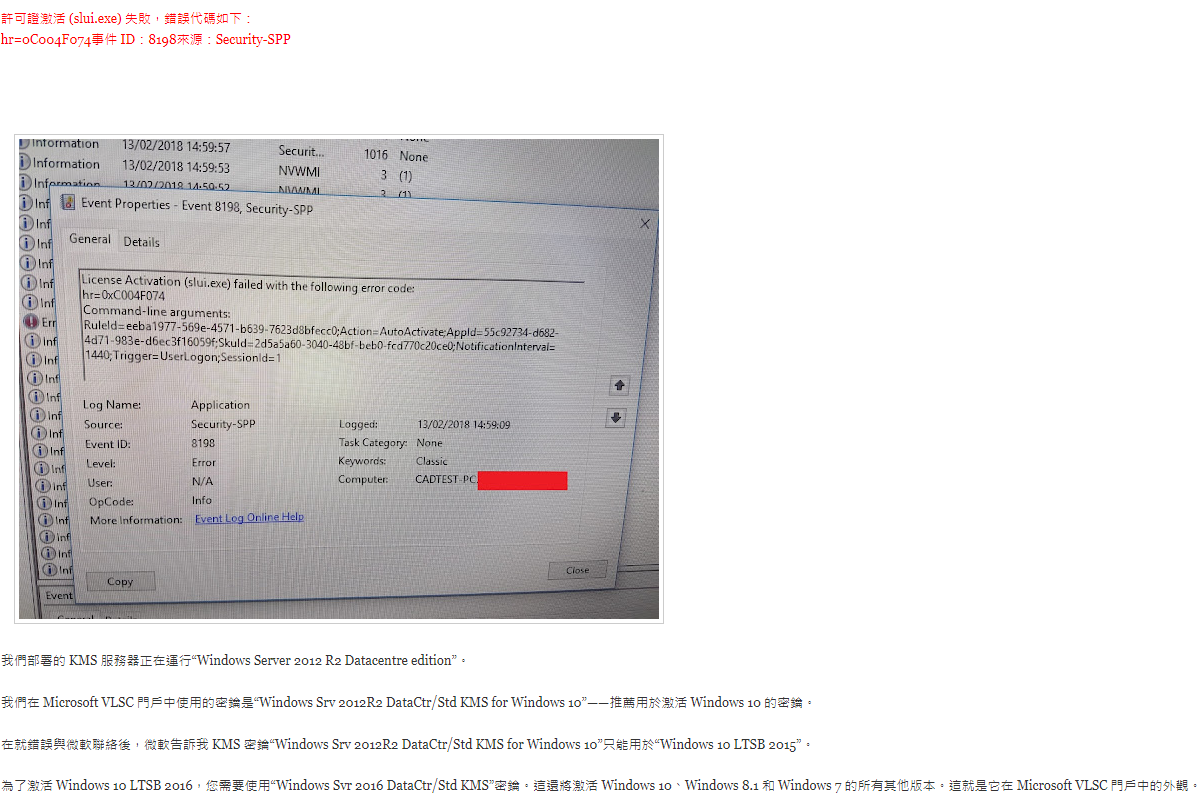 許可證激活 (slui.exe) 失敗，錯誤代碼如下：
hr=0C004F074事件 ID：8198來源：Security-SPP
Information 13/02/2018 14:59:57 Securit... 1016 None
Information 13/02/2018 14:59:53 NVWMI 3 (1)
Information 13/02/2018 14:59:52 NVWMI 3 (1)
Event Properties - Event 8198, Security-SPP
General Details
License Activation (slui.exe) failed with the following error code:
hr=0xC004F074
Command-line arguments:
RuleId=eeba1977-569e-4571-b639-7623d8bfecc0;Action=AutoActivate;AppId=55c92734-d682-
4d71-983e-d6ec3f16059f;SkuId=2d5a5a60-3040-48bf-beb0-fcd770c20ce0;NotificationInterval=
1440;Trigger=UserLogon;SessionId=1
Log Name: Application
Source: Security-SPP Logged: 13/02/2018 14:59:09
Event ID: 8198 Task Category: None
Level: Error Keywords: Classic
User: N/A Computer: CADTEST-PC.
OpCode: Info
More Information: Event Log Online Help
Copy Close
Event
我們部署的 KMS 服務器正在運行“Windows Server 2012 R2 Datacentre edition”。
我們在 Microsoft VLSC 門戶中使用的密鑰是“Windows Srv 2012R2 DataCtr/Std KMS for Windows 10”——推薦用於激活 Windows 10 的密鑰。
在就錯誤與微軟聯絡後，微軟告訴我 KMS 密鑰“Windows Srv 2012R2 DataCtr/Std KMS for Windows 10”只能用於“Windows 10 LTSB 2015”。
為了激活 Windows 10 LTSB 2016，您需要使用“Windows Svr 2016 DataCtr/Std KMS”密鑰。這還將激活 Windows 10、Windows 8.1 和 Windows 7 的所有其他版本。這就是它在 Microsoft VLSC 門戶中的外觀。